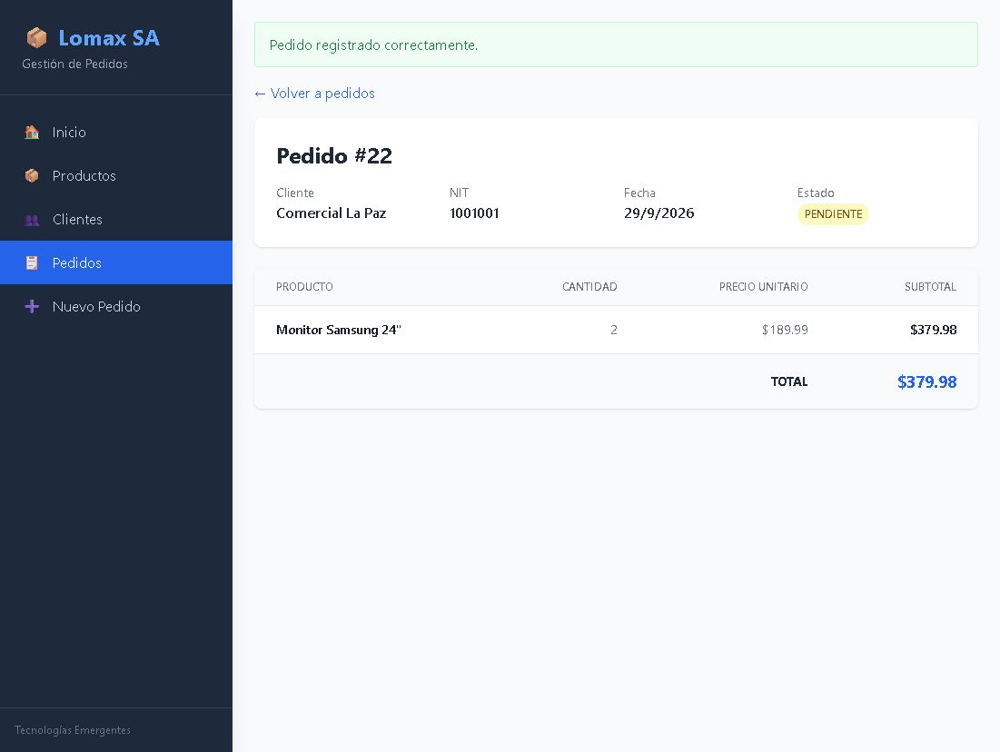 Lomax SA
Gestión de Pedidos
Inicio
Productos
Clientes
Pedidos
Nuevo Pedido
Tecnologías Emergentes
Pedido registrado correctamente.
← Volver a pedidos
Pedido #22
Cliente NIT Fecha Estado
Comercial La Paz 1001001 29/9/2026 PENDIENTE
PRODUCTO CANTIDAD PRECIO UNITARIO SUBTOTAL
Monitor Samsung 24" 2 $189.99 $379.98
TOTAL $379.98